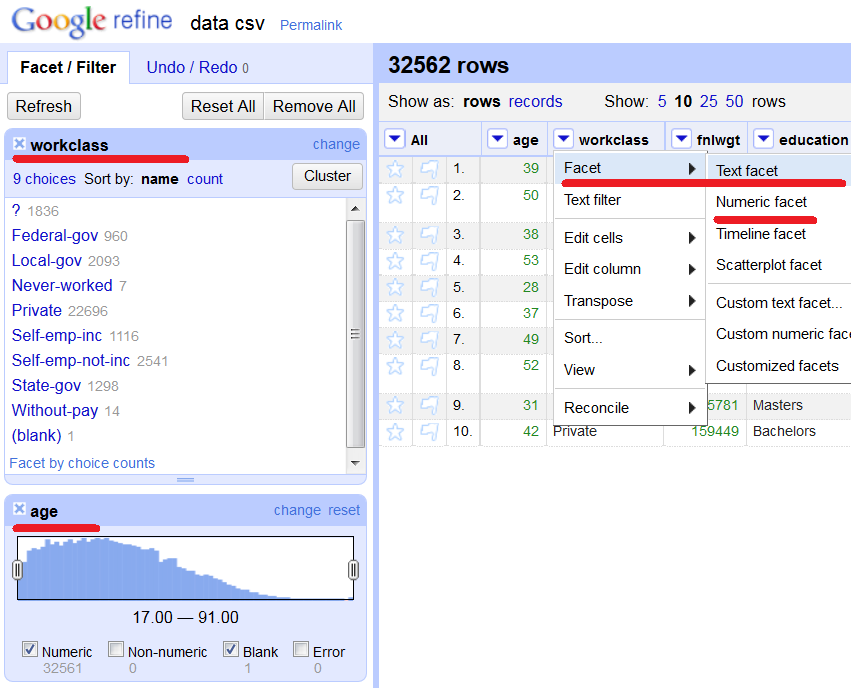 Google refine data csv Permalink
Facet / Filter Undo / Redo 0
Refresh Reset All Remove All
workclass change
9 choices Sort by: name count Cluster
? 1836
Federal-gov 960
Local-gov 2093
Never-worked 7
Private 22696
Self-emp-inc 1116
Self-emp-not-inc 2541
State-gov 1298
Without-pay 14
(blank) 1
Facet by choice counts
age change reset
17.00 — 91.00
Numeric Non-numeric Blank Error
32561 0 1 0
32562 rows
Show as: rows records Show: 5 10 25 50 rows
All age workclass fnlwgt education
1. 39
2. 50
3. 38
4. 53
5. 28
6. 37
7. 49
8. 52
9. 31 5781 Masters
10. 42 Private 159449 Bachelors
Facet
Text filter
Edit cells
Edit column
Transpose
Sort...
View
Reconcile
Text facet
Numeric facet
Timeline facet
Scatterplot facet
Custom text facet...
Custom numeric face
Customized facets